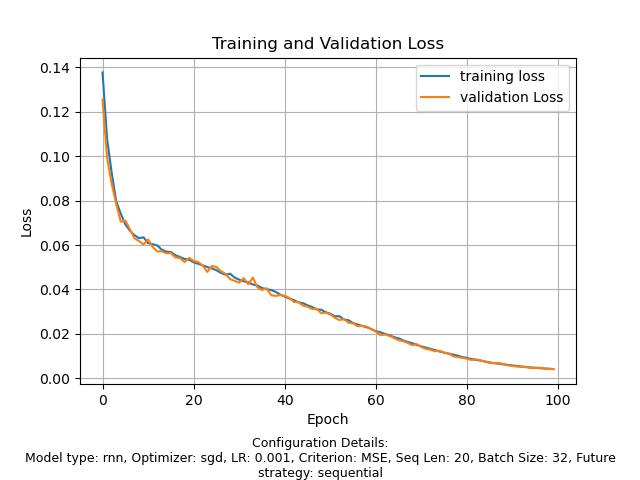 Training and Validation Loss
training loss
validation Loss
0.14
0.12
0.10
0.08
0.06
0.04
0.02
0.00
Loss
0
20
40
60
80
100
Epoch
Configuration Details:
Model type: rnn, Optimizer: sgd, LR: 0.001, Criterion: MSE, Seq Len: 20, Batch Size: 32, Future
strategy: sequential